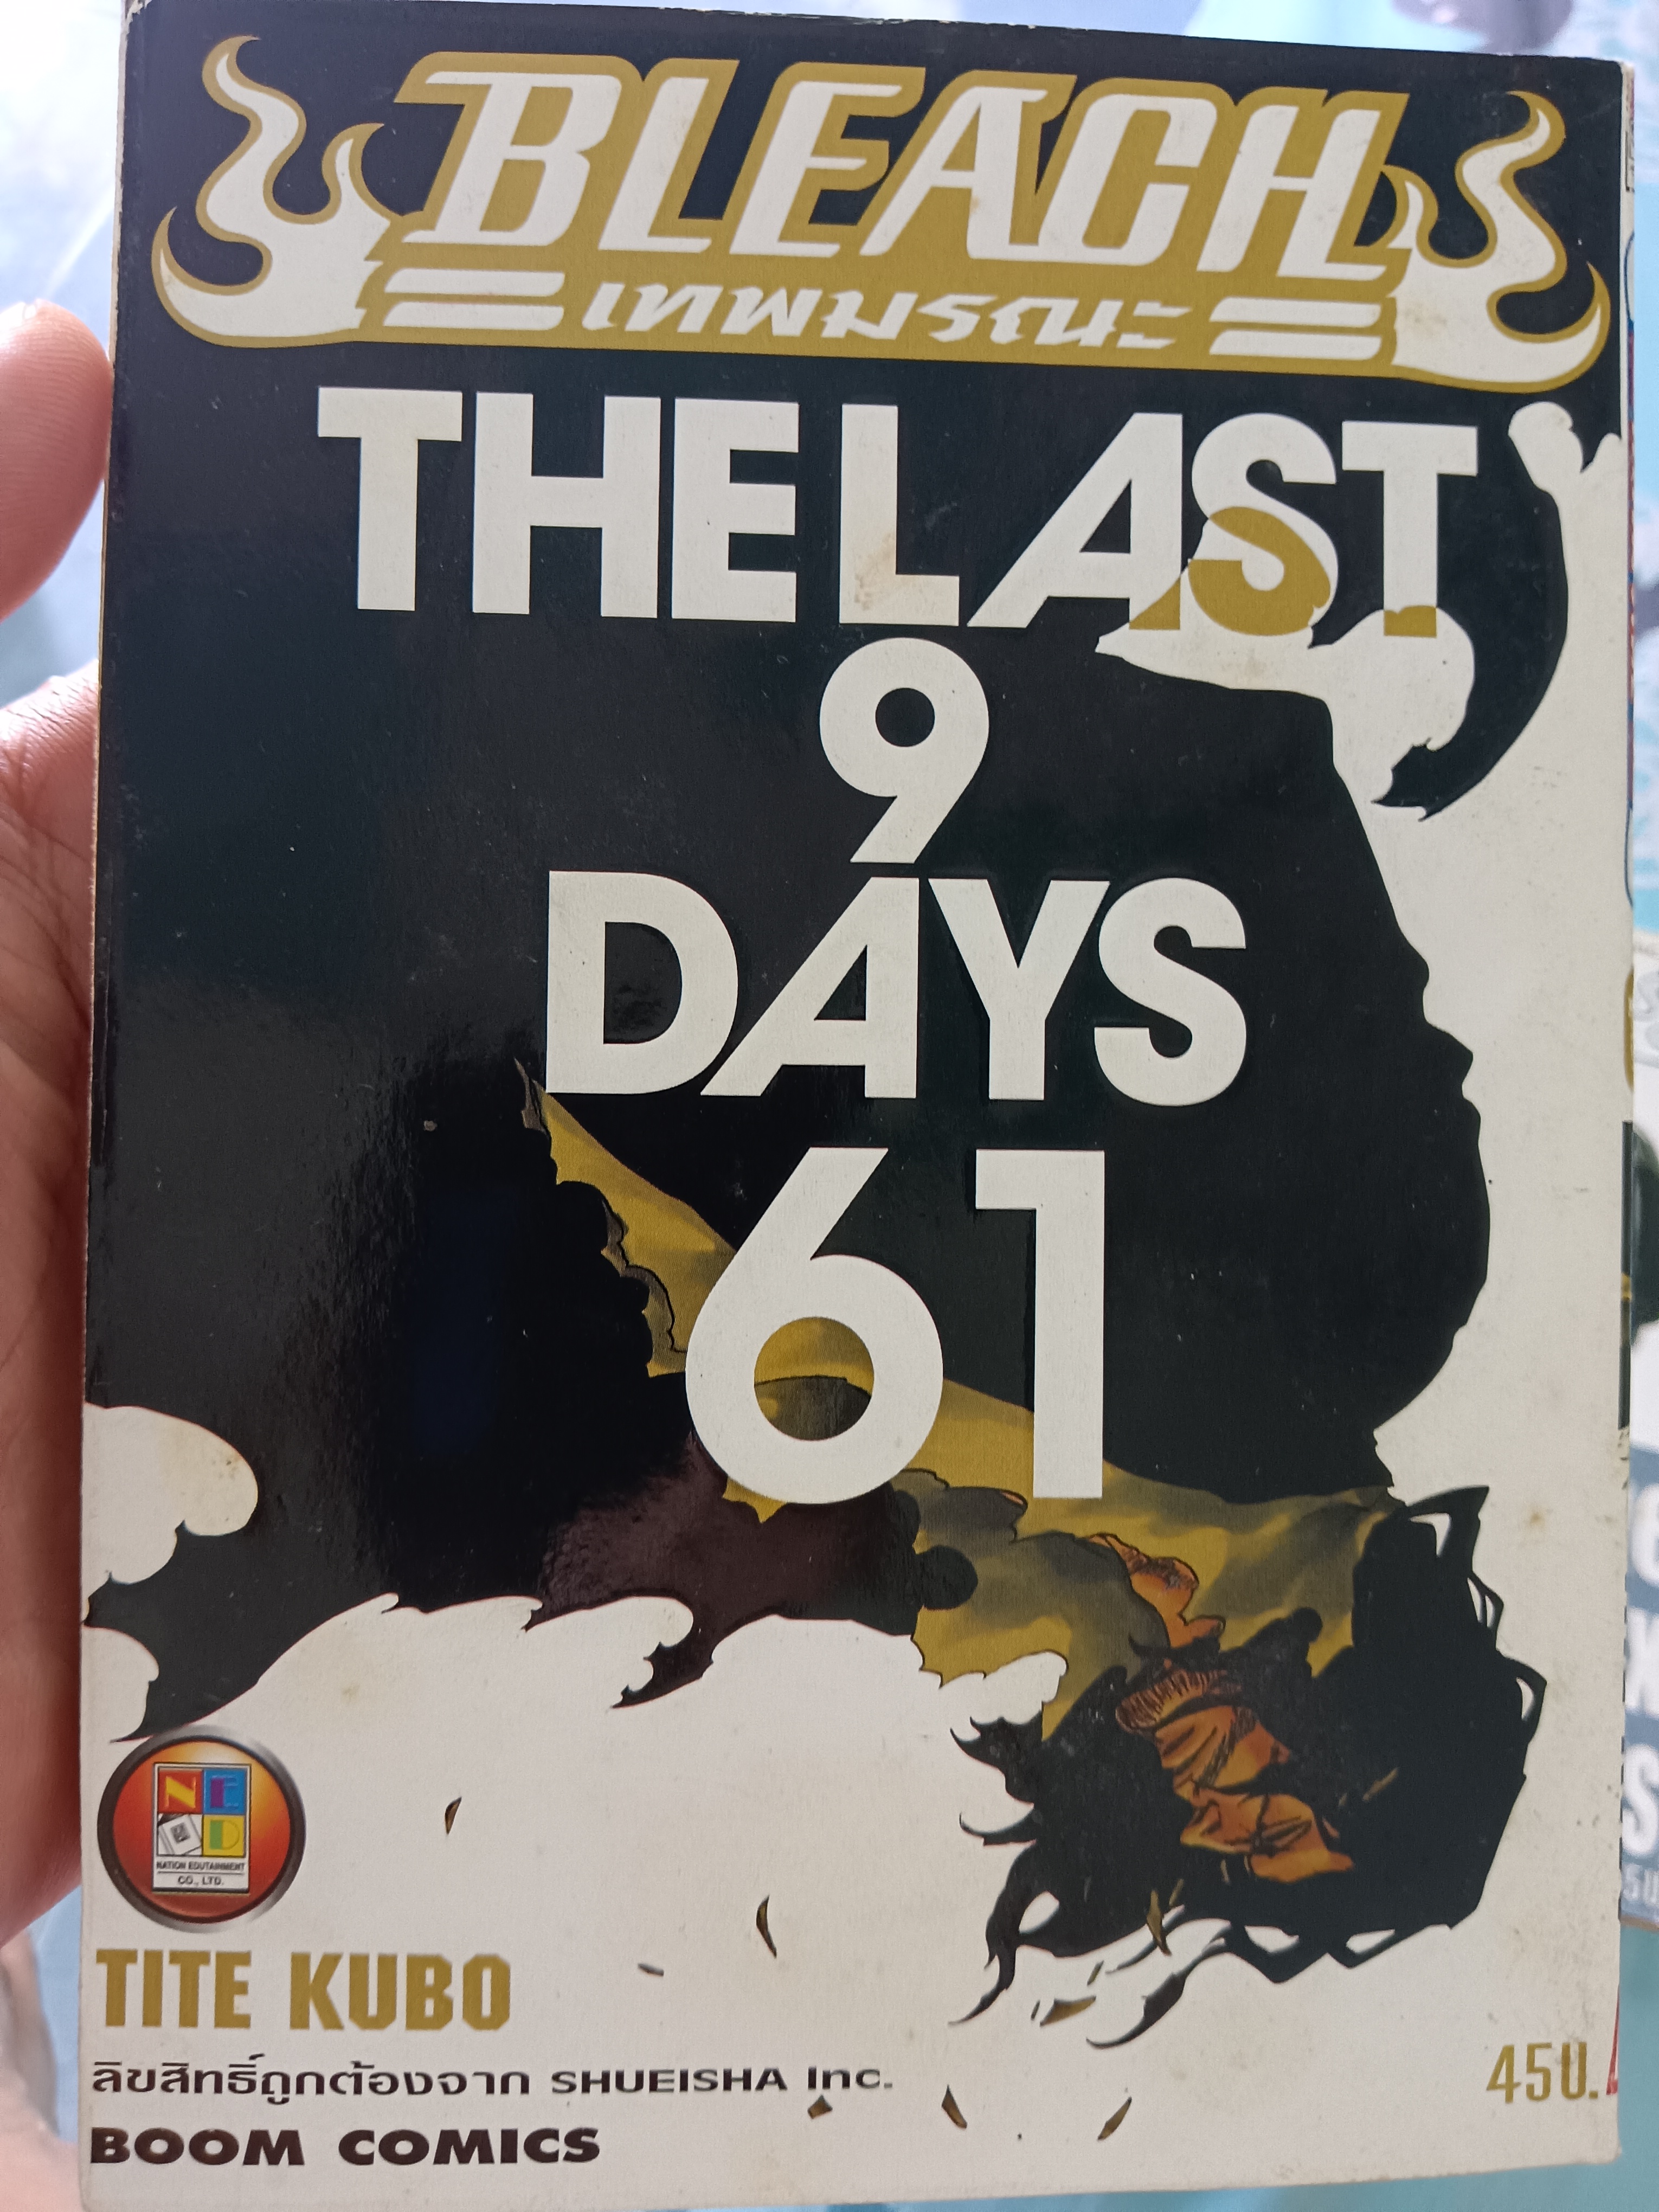 BLEACH
เทพมรณะ
THE LAST
9
DAYS
61
NED
NATION EDUTAINMENT
CO., LTD.
TITE KUBO
ลิขสิทธิ์ถูกต้องจาก SHUEISHA Inc.
45บ.
BOOM COMICS